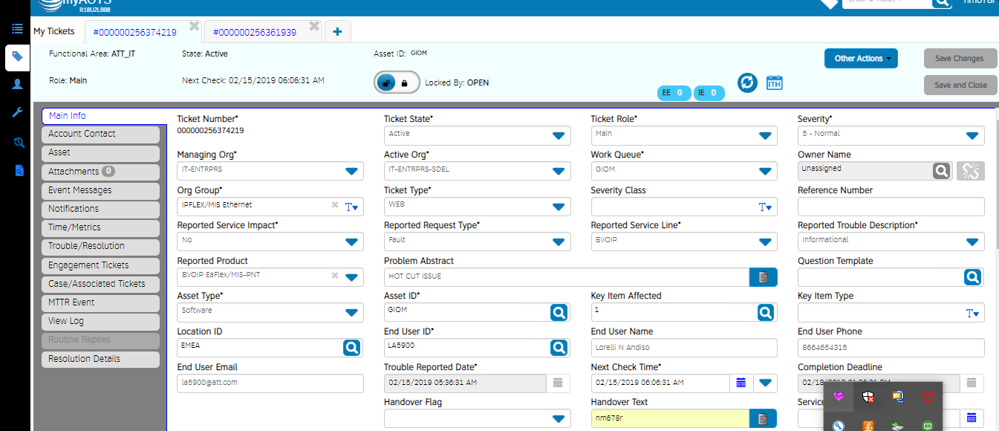 myAOTS
R18U2LB08
nm678r
My Tickets #000000256374219 #000000256361939
Functional Area: ATT_IT State: Active Asset ID: GIOM Other Actions Save Changes
Role: Main Next Check: 02/15/2019 06:06:31 AM Locked By: OPEN EE 0 IE 0 ITH Save and Close
Main Info
Account Contact
Asset
Attachments 0
Event Messages
Notifications
Time/Metrics
Trouble/Resolution
Engagement Tickets
Case/Associated Tickets
MTTR Event
View Log
Routine Replies
Resolution Details
Ticket Number* Ticket State* Ticket Role* Severity*
000000256374219 Active Main 5 - Normal
Managing Org* Active Org* Work Queue* Owner Name
IT-ENTRPRS IT-ENTRPRS-SDEL GIOM Unassigned
Org Group* Ticket Type* Severity Class Reference Number
IPFLEX/MIS Ethernet T WEB T
Reported Service Impact* Reported Request Type* Reported Service Line* Reported Trouble Description*
No Fault BVOIP Informational
Reported Product Problem Abstract Question Template
BVOIP EaFlex/MIS-PNT HOT CUT ISSUE
Asset Type* Asset ID* Key Item Affected Key Item Type
Software GIOM 1 T
Location ID End User ID* End User Name End User Phone
EMEA LA5900 Lorelli N Andiso 8664654315
End User Email Trouble Reported Date* Next Check Time* Completion Deadline
la5900@att.com 02/15/2019 05:36:31 AM 02/15/2019 06:06:31 AM
Handover Flag Handover Text
nm678r